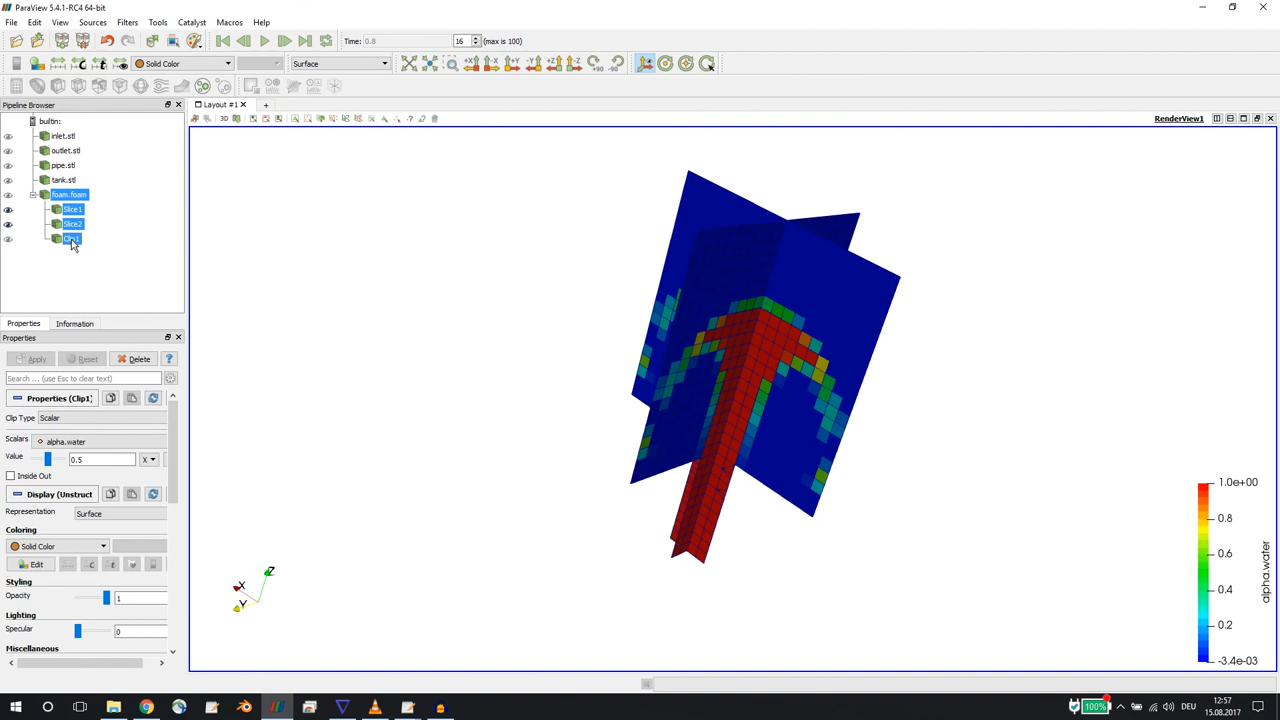 ParaView 5.4.1-RC4 64-bit
File Edit View Sources Filters Tools Catalyst Macros Help
Time: 0.8 16 (max is 100)
Solid Color Surface +X -X +Y -Y +Z -Z +90 -90
Pipeline Browser
Layout #1
3D
RenderView1
builtin:
inlet.stl
outlet.stl
pipe.stl
tank.stl
foam.foam
Slice1
Slice2
Clip1
Properties Information
Properties
Apply Reset Delete ?
Search ... (use Esc to clear text)
Properties (Clip1)
Clip Type Scalar
Scalars alpha.water
Value 0.5 X
Inside Out
Display (Unstruct
Representation Surface
Coloring
Solid Color
Edit
Styling
Opacity 1
Lighting
Specular 0
Miscellaneous
X
Y
Z
1.0e+00
0.8
0.6
0.4
0.2
-3.4e-03
alpha.water
100% DEU 12:57
15.08.2017